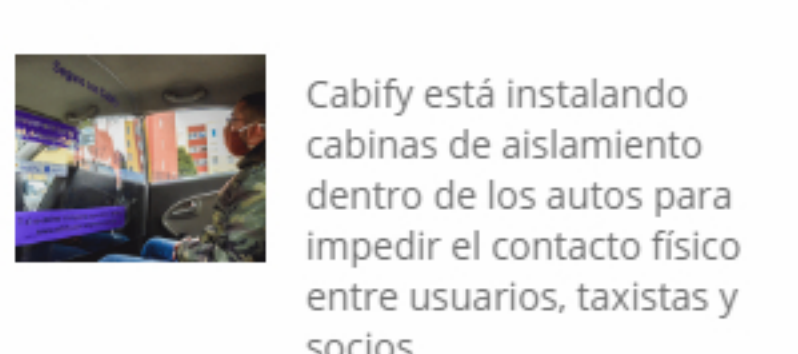 Cabify está instalando
cabinas de aislamiento
dentro de los autos para
impedir el contacto físico
entre usuarios, taxistas y
socios